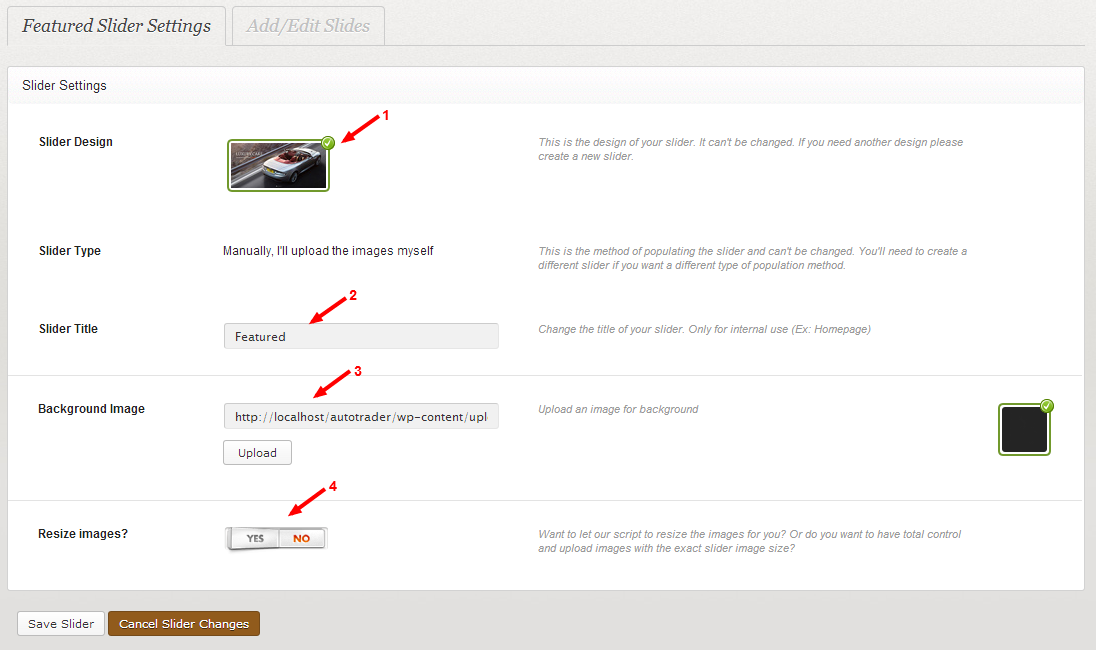 Featured Slider Settings
Add/Edit Slides
Slider Settings
1
Slider Design
This is the design of your slider. It can't be changed. If you need another design please
create a new slider.
Slider Type
Manually, I'll upload the images myself
This is the method of populating the slider and can't be changed. You'll need to create a
different slider if you want a different type of population method.
2
Slider Title
Featured
Change the title of your slider. Only for internal use (Ex: Homepage)
3
Background Image
http://localhost/autotrader/wp-content/upl
Upload an image for background
Upload
4
Resize images?
YES
NO
Want to let our script to resize the images for you? Or do you want to have total control
and upload images with the exact slider image size?
Save Slider
Cancel Slider Changes